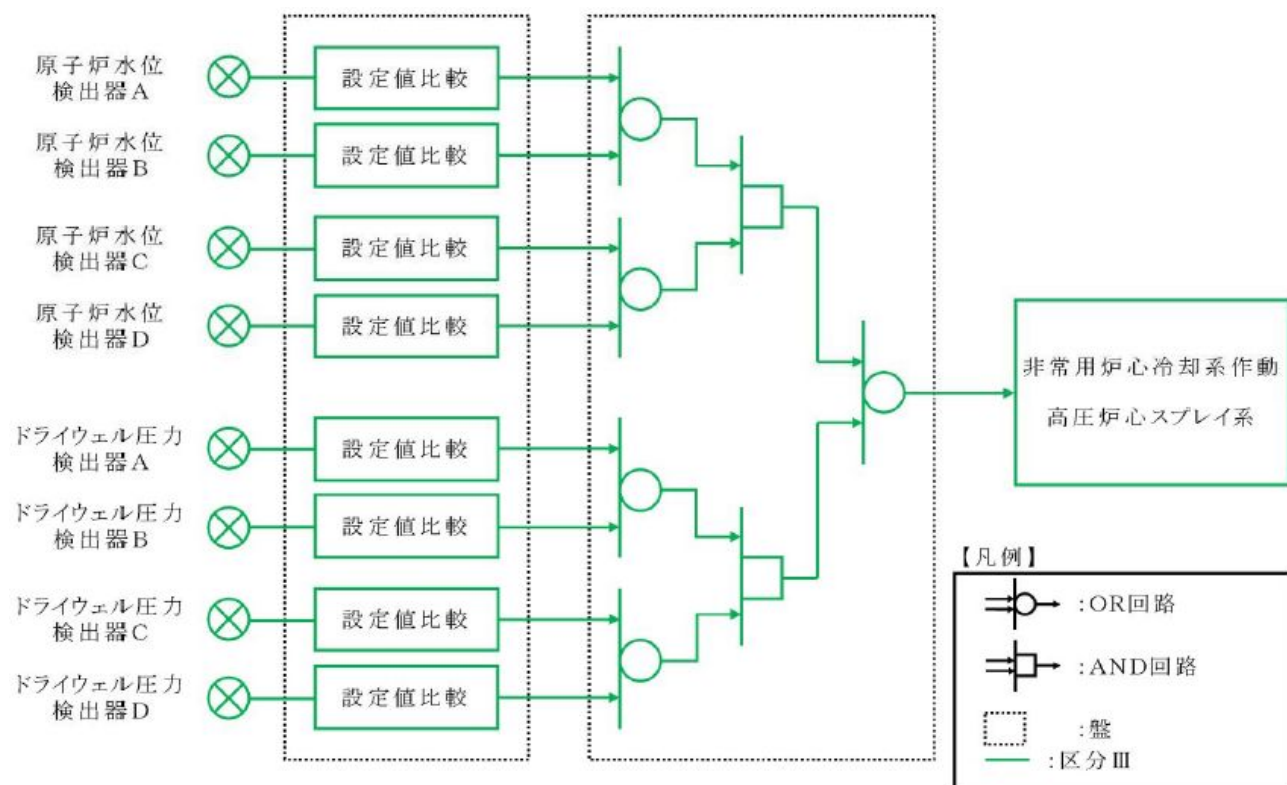 原子炉水位
検出器A
設定値比較
原子炉水位
検出器B
設定値比較
原子炉水位
検出器C
設定値比較
原子炉水位
検出器D
設定値比較
ドライウェル圧力
検出器A
設定値比較
ドライウェル圧力
検出器B
設定値比較
ドライウェル圧力
検出器C
設定値比較
ドライウェル圧力
検出器D
設定値比較
非常用炉心冷却系作動
高圧炉心スプレイ系
【凡例】
:OR回路
:AND回路
:盤
:区分Ⅲ